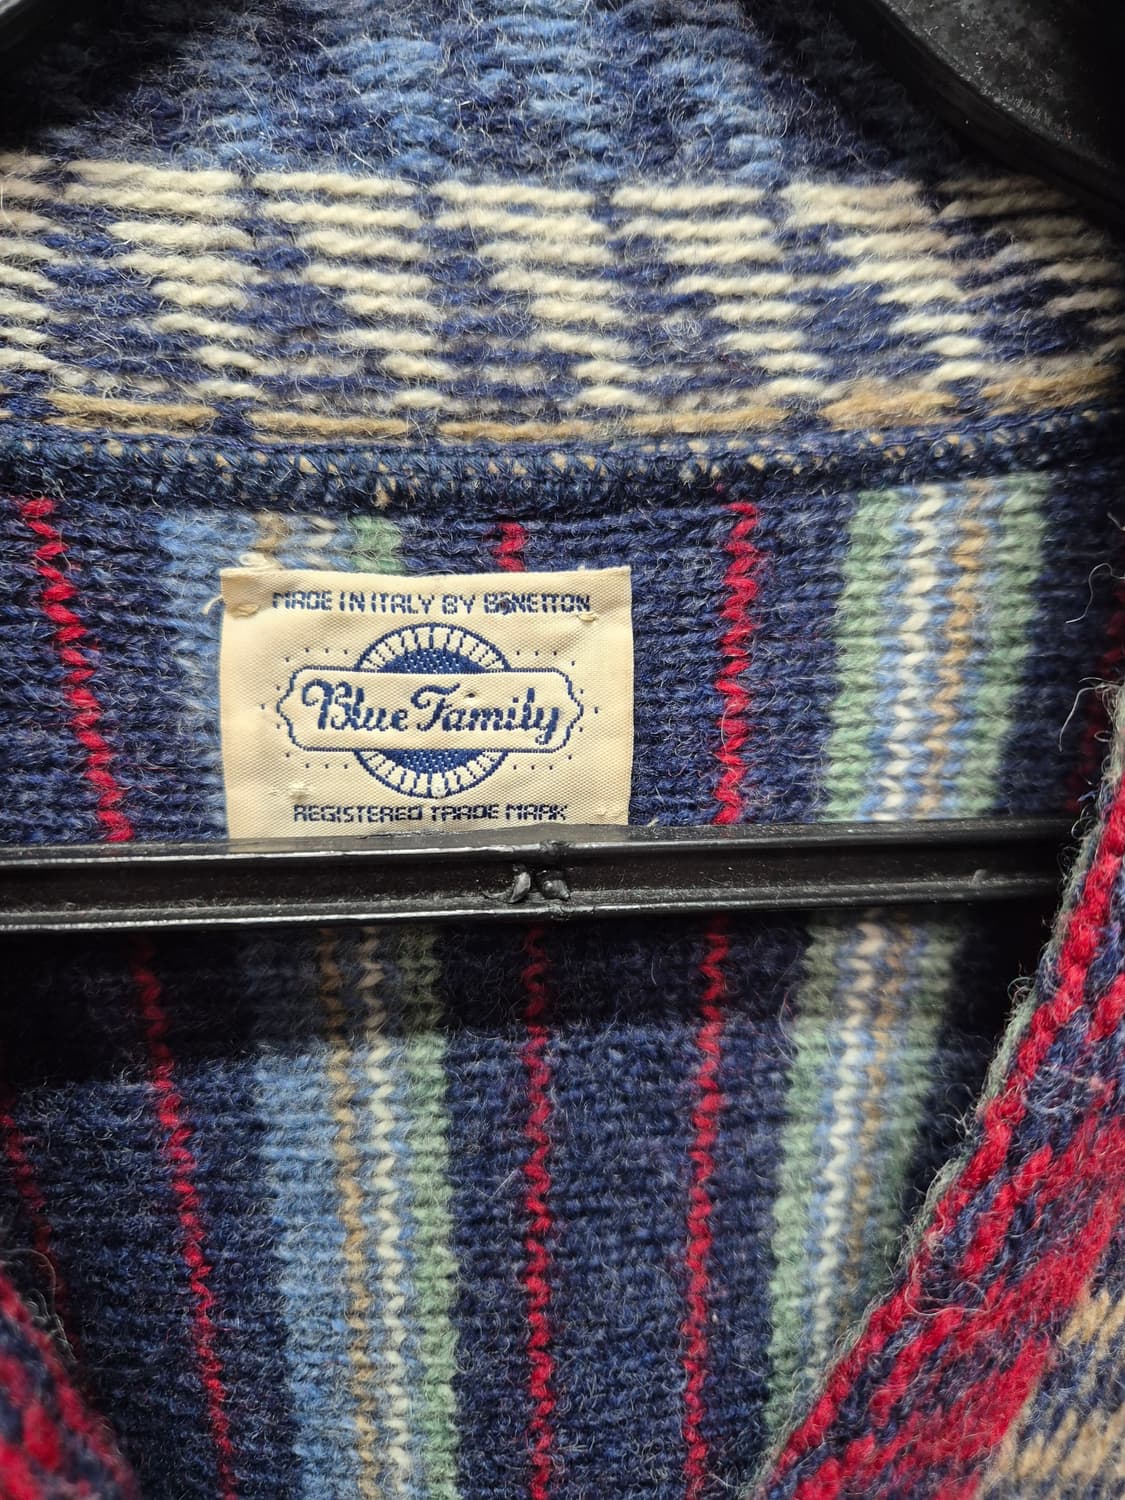 MADE IN ITALY BY BENETTON
Blue Family
REGISTERED TRADE MARK